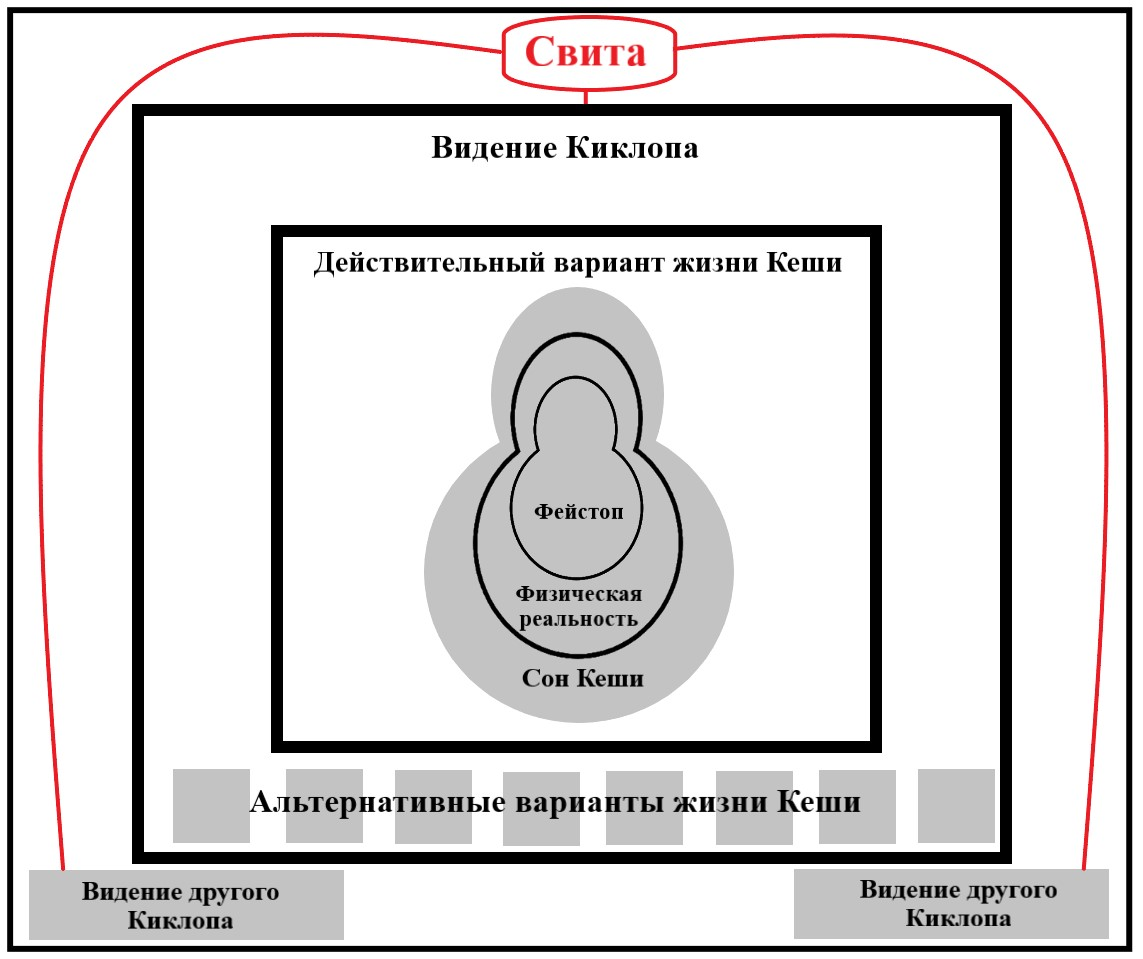 Свита
Видение Киклопа
Действительный вариант жизни Кеши
Фейстоп
Физическая
реальность
Сон Кеши
Альтернативные варианты жизни Кеши
Видение другого
Киклопа
Видение другого
Киклопа